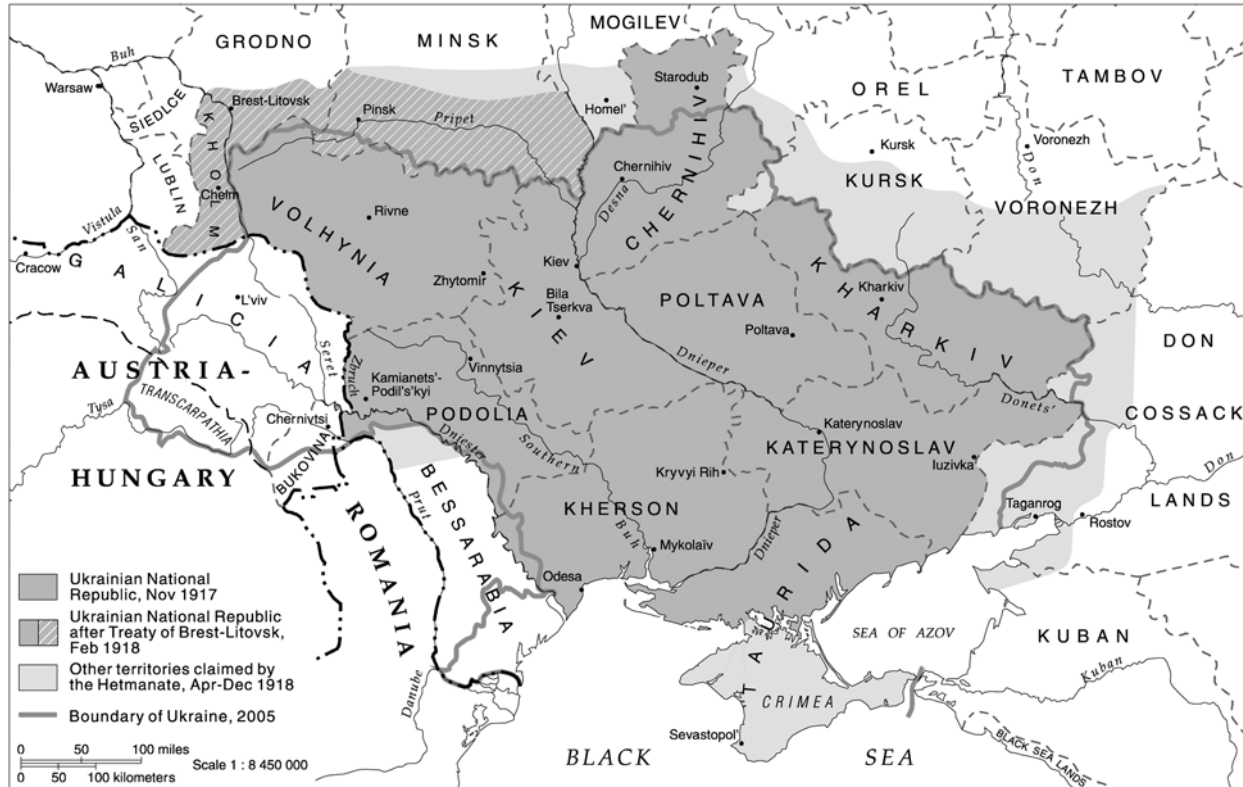 MOGILEV
GRODNO
MINSK
Buh
Warsaw
SIEDLCE
Brest-Litovsk
Pinsk
Pripet
Homel'
Starodub
OREL
TAMBOV
KHOLM
LUBLIN
Chełm
Chernihiv
Desna
CHERNIHIV
Kursk
KURSK
Voronezh
Don
VORONEZH
Vistula
San
Cracow
VOLHYNIA
Rivne
Zhytomir
Kiev
KIEV
Bila
Tserkva
POLTAVA
Poltava
KHARKIV
Kharkiv
GALICIA
L'viv
Seret
Zbruch
Kamianets'-
Podil's'kyi
Vinnytsia
Dnieper
Donets'
DON
COSSACK
LANDS
AUSTRIA-
HUNGARY
Tysa
TRANSCARPATHIA
Chernivtsi
BUKOVINA
PODOLIA
Dniester
Southern
Buh
Katerynoslav
KATERYNOSLAV
Kryvyi Rih
Iuzivka
Don
Taganrog
Rostov
ROMANIA
Prut
BESSARABIA
KHERSON
Mykolaïv
Dnieper
TAURIDA
Odesa
SEA OF AZOV
KUBAN
Kuban
Danube
CRIMEA
Sevastopol'
BLACK SEA
BLACK SEA LANDS
Ukrainian National
Republic, Nov 1917
Ukrainian National Republic
after Treaty of Brest-Litovsk,
Feb 1918
Other territories claimed by
the Hetmanate, Apr-Dec 1918
Boundary of Ukraine, 2005
0 50 100 miles
0 50 100 kilometers
Scale 1 : 8 450 000